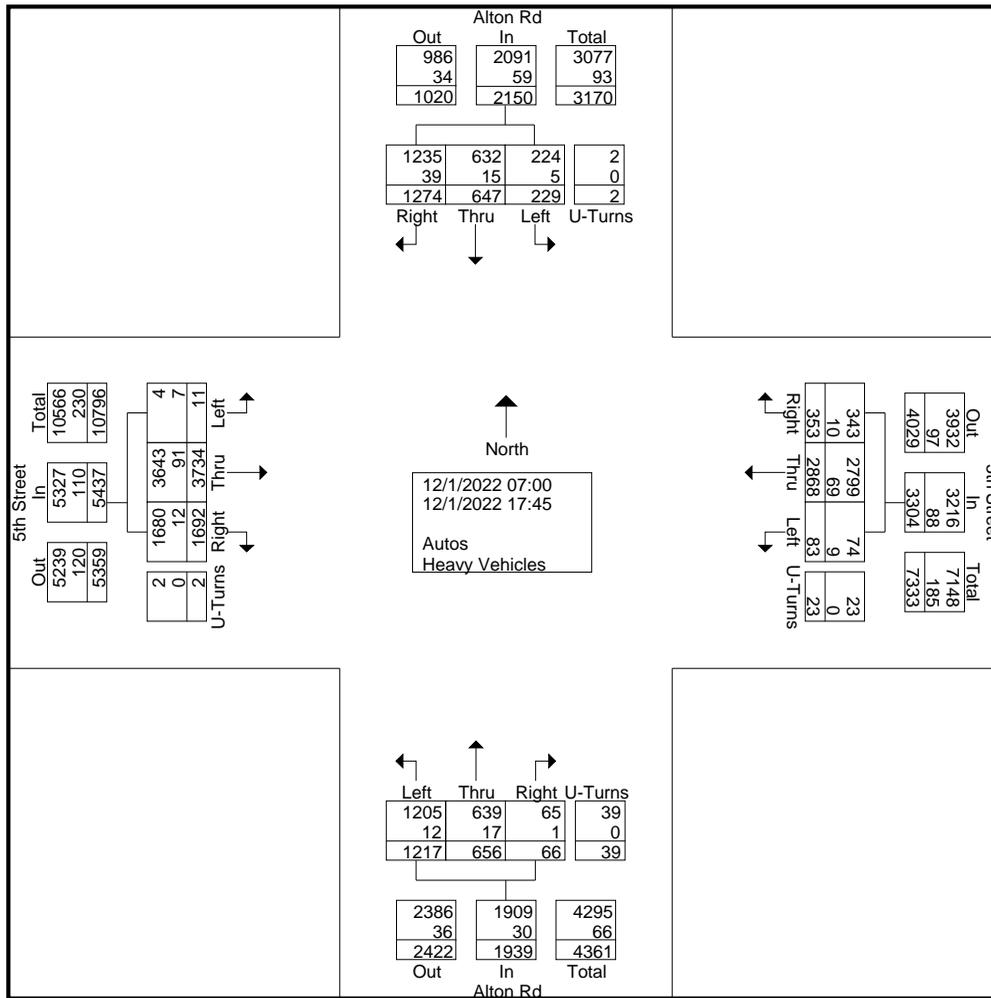 Alton Rd
Out In Total
986 2091 3077
34 59 93
1020 2150 3170
1235 632 224 2
39 15 5 0
1274 647 229 2
Right Thru Left U-Turns
5th Street
Total In Out
10566 5327 5239
230 110 120
10796 5437 5359
4 3643 1680 2
7 91 12 0
11 3734 1692 2
Left Thru Right U-Turns
North
12/1/2022 07:00
12/1/2022 17:45
Autos
Heavy Vehicles
Out In Total
3932 3216 7148
97 88 185
4029 3304 7333
343 2799 74 23
10 69 9 0
353 2868 83 23
Right Thru Left U-Turns
Left Thru Right U-Turns
1205 639 65 39
12 17 1 0
1217 656 66 39
2386 1909 4295
36 30 66
2422 1939 4361
Out In Total
Alton Rd